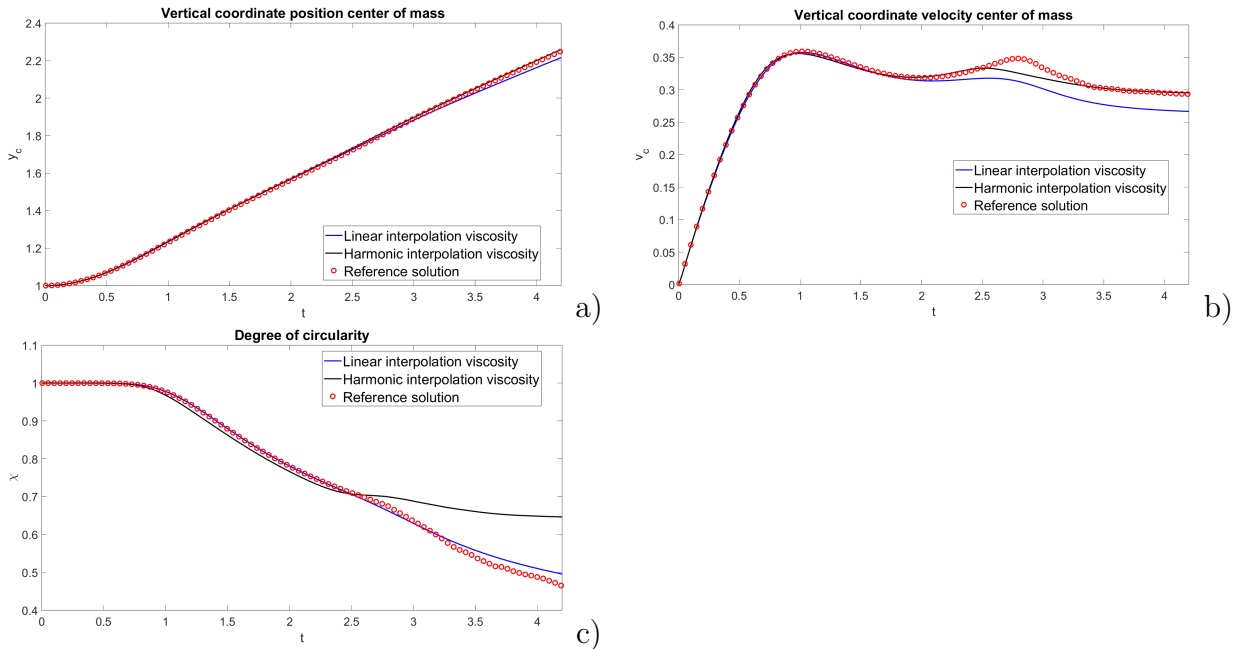 Vertical coordinate position center of mass
2.4
2.2
2
1.8
1.6
1.4
1.2
1
y_c
0
0.5
1
1.5
2
2.5
3
3.5
4
t
Linear interpolation viscosity
Harmonic interpolation viscosity
Reference solution
a)
Vertical coordinate velocity center of mass
0.4
0.35
0.3
0.25
0.2
0.15
0.1
0.05
0
v_c
0
0.5
1
1.5
2
2.5
3
3.5
4
t
Linear interpolation viscosity
Harmonic interpolation viscosity
Reference solution
b)
Degree of circularity
1.1
1
0.9
0.8
0.7
0.6
0.5
0.4
χ
0
0.5
1
1.5
2
2.5
3
3.5
4
t
Linear interpolation viscosity
Harmonic interpolation viscosity
Reference solution
c)